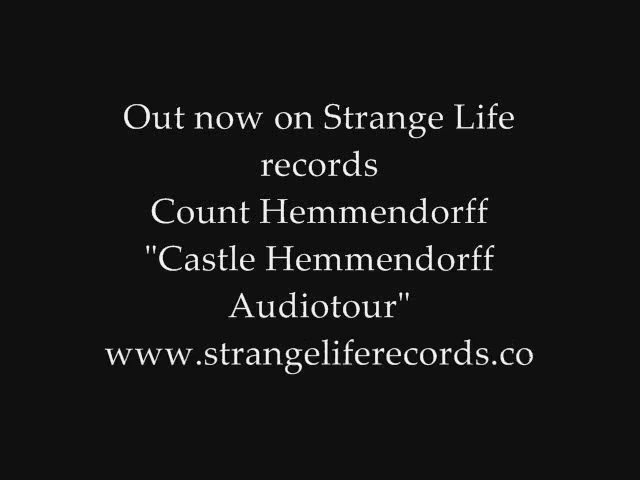 Out now on Strange Life
records
Count Hemmendorff
"Castle Hemmendorff
Audiotour"
www.strangeliferecords.co